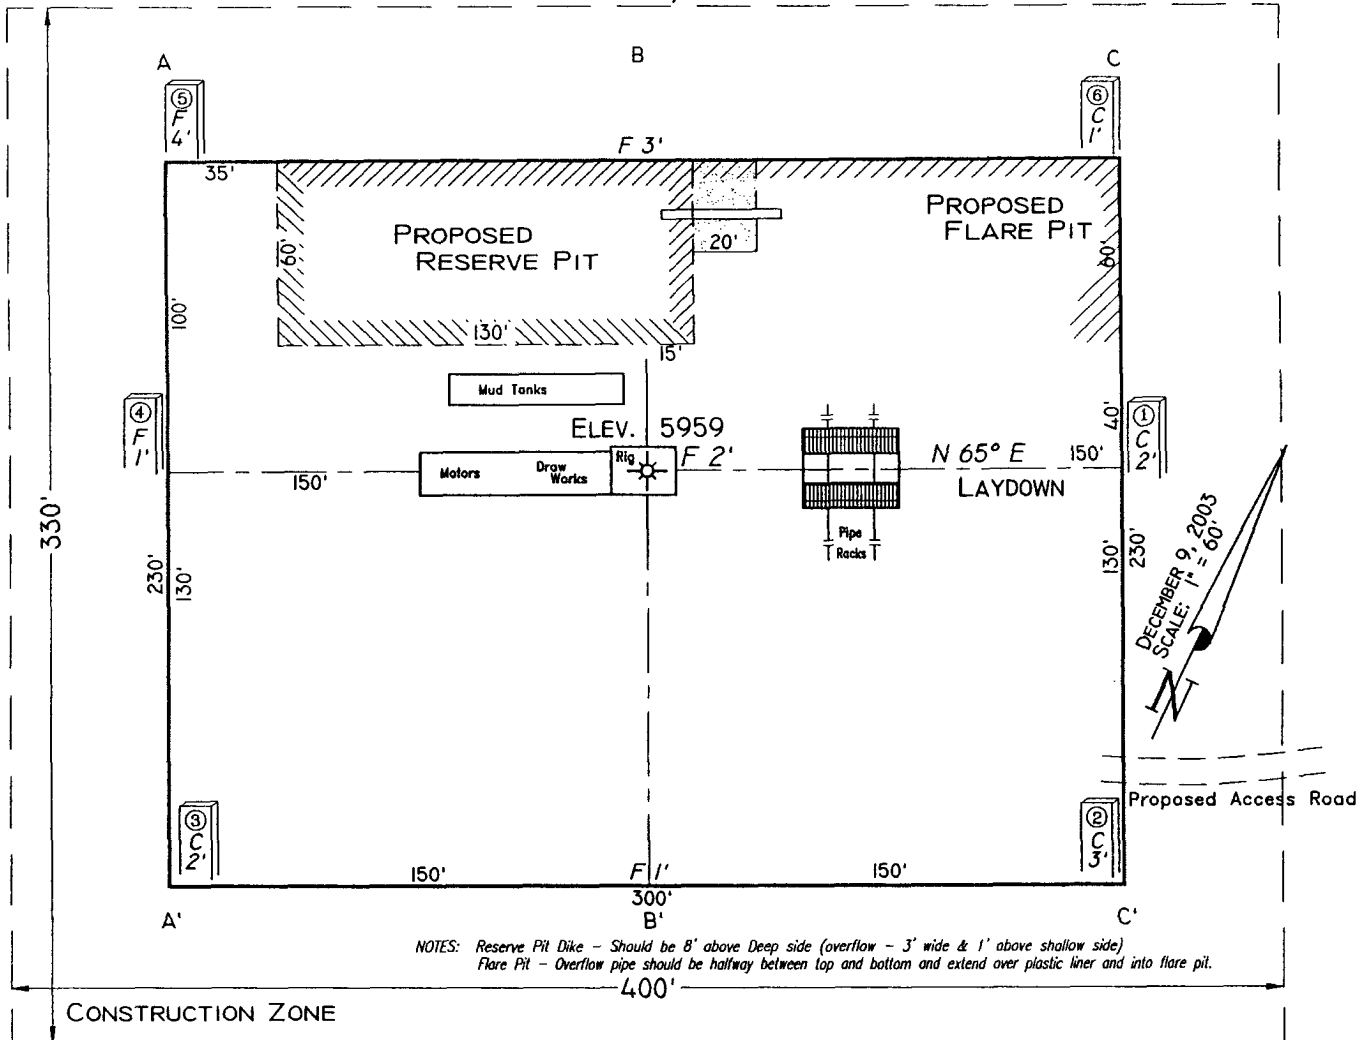 A
B
C
⑤
F
4'
⑥
C
1'
F 3'
35'
PROPOSED
RESERVE PIT
60'
20'
PROPOSED
FLARE PIT
60'
100'
130'
15'
Mud Tanks
④
F
1'
①
C
2'
40'
ELEV. 5959
Rig
F 2'
N 65° E
150'
LAYDOWN
Motors
Draw
Works
150'
330'
Pipe
Racks
230'
130'
130'
230'
DECEMBER 9, 2003
SCALE: 1" = 60'
N
Proposed Access Road
③
C
2'
②
C
3'
150'
F 1'
150'
300'
A'
B'
C'
NOTES: Reserve Pit Dike – Should be 8' above Deep side (overflow – 3' wide & 1' above shallow side)
Flare Pit – Overflow pipe should be halfway between top and bottom and extend over plastic liner and into flare pit.
400'
CONSTRUCTION ZONE